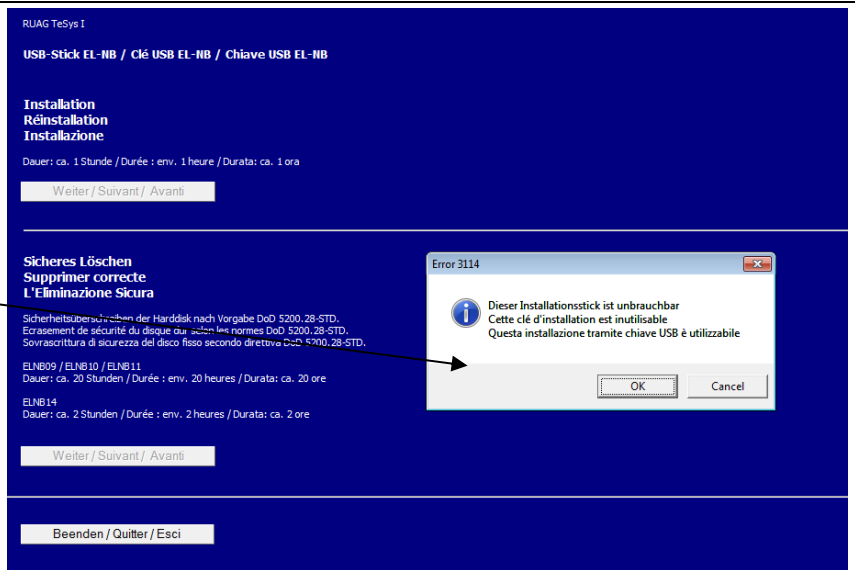 RUAG TeSys I
USB-Stick EL-NB / Clé USB EL-NB / Chiave USB EL-NB
Installation
Réinstallation
Installazione
Dauer: ca. 1 Stunde / Durée : env. 1 heure / Durata: ca. 1 ora
Weiter / Suivant / Avanti
Sicheres Löschen
Supprimer correcte
L'Eliminazione Sicura
Sicherheitsüberschreiben der Harddisk nach Vorgabe DoD 5200.28-STD.
Ecrasement de sécurité du disque dur selon les normes DoD 5200.28-STD.
Sovrascrittura di sicurezza del disco fisso secondo direttiva DoD 5200.28-STD.
ELNB09 / ELNB10 / ELNB11
Dauer: ca. 20 Stunden / Durée : env. 20 heures / Durata: ca. 20 ore
ELNB14
Dauer: ca. 2 Stunden / Durée : env. 2 heures / Durata: ca. 2 ore
Weiter / Suivant / Avanti
Beenden / Quitter / Esci
Error 3114
Dieser Installationsstick ist unbrauchbar
Cette clé d'installation est inutilisable
Questa installazione tramite chiave USB è utilizzabile
OK
Cancel